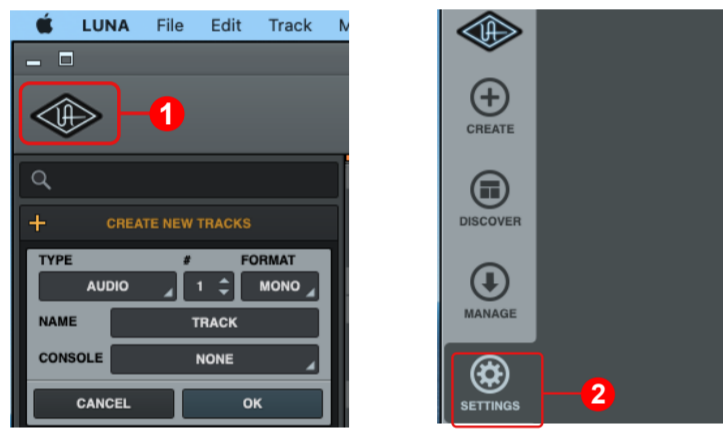 LUNA File Edit Track
1
CREATE NEW TRACKS
TYPE # FORMAT
AUDIO 1 MONO
NAME TRACK
CONSOLE NONE
CANCEL OK
UA
CREATE
DISCOVER
MANAGE
SETTINGS
2